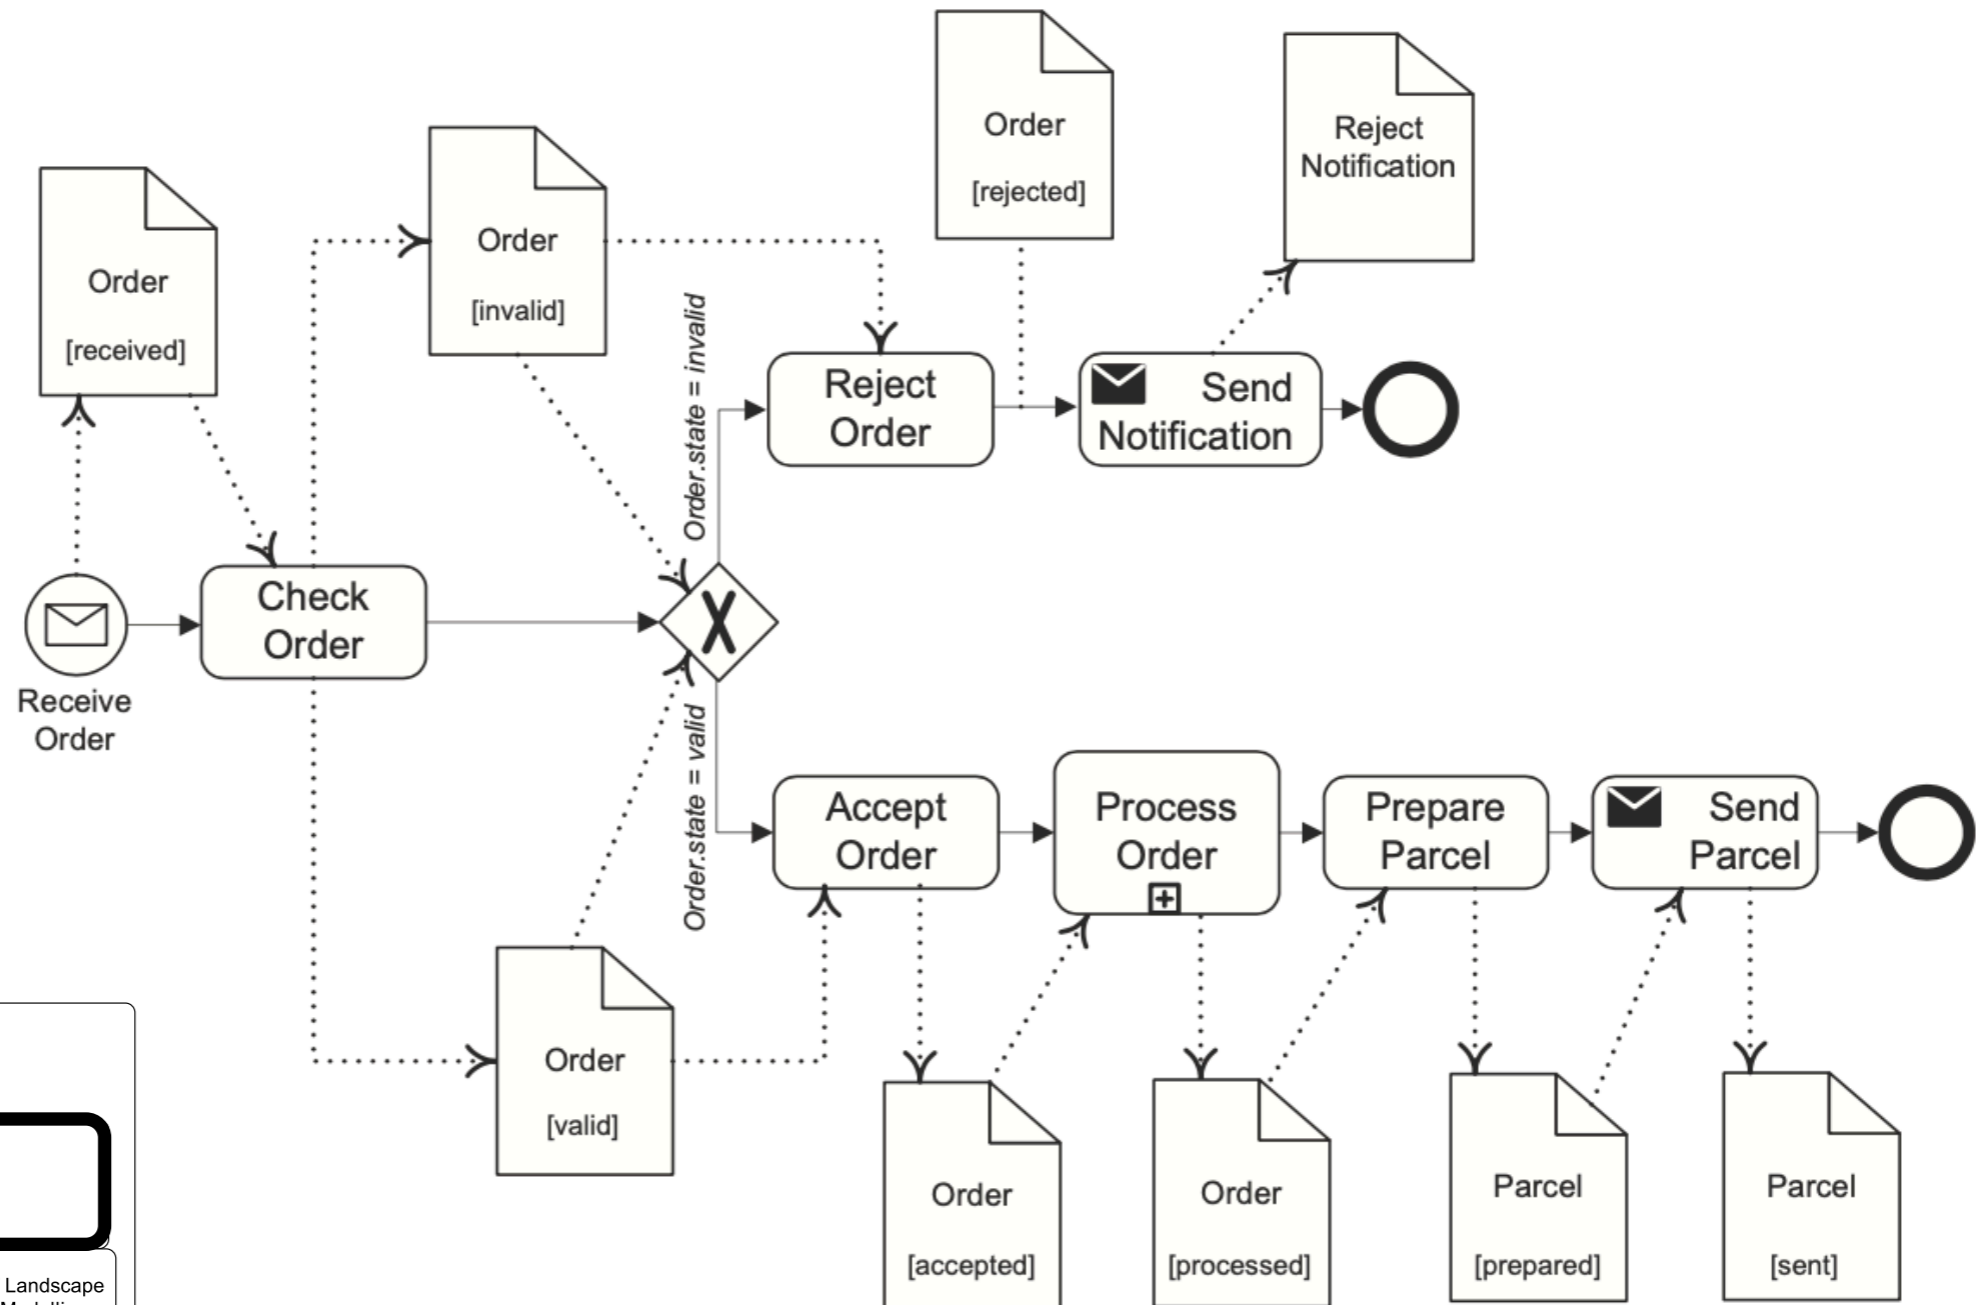 Order
[rejected]
Reject
Notification
Order
[invalid]
Order
[received]
Order.state = invalid
Reject
Order
Send
Notification
Check
Order
X
Receive
Order
Order.state = valid
Accept
Order
Process
Order
Prepare
Parcel
Send
Parcel
Order
[valid]
Order
[accepted]
Order
[processed]
Parcel
[prepared]
Parcel
[sent]
Landscape